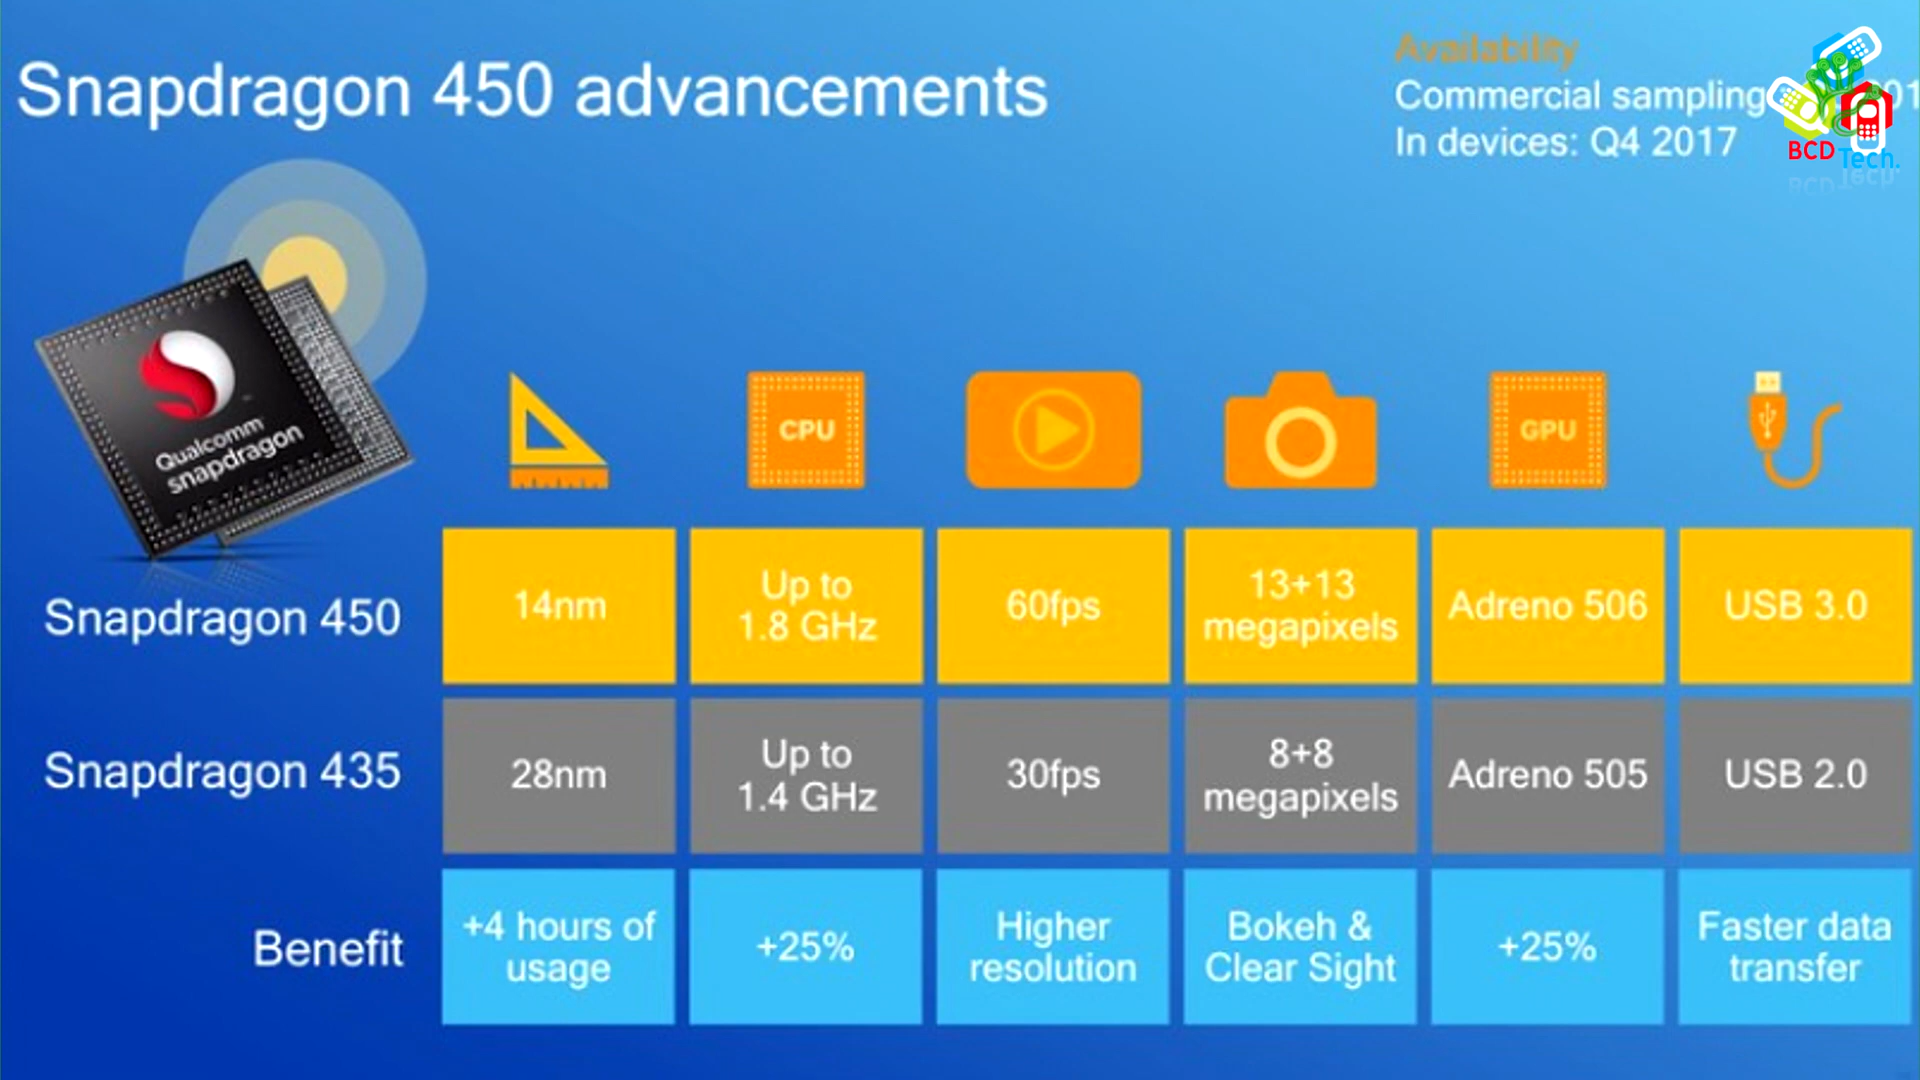 Snapdragon 450 advancements
Availability
Commercial sampling
In devices: Q4 2017
BCD Tech.
Qualcomm
snapdragon
CPU
GPU
Snapdragon 450
14nm
Up to
1.8 GHz
60fps
13+13
megapixels
Adreno 506
USB 3.0
Snapdragon 435
28nm
Up to
1.4 GHz
30fps
8+8
megapixels
Adreno 505
USB 2.0
Benefit
+4 hours of
usage
+25%
Higher
resolution
Bokeh &
Clear Sight
+25%
Faster data
transfer